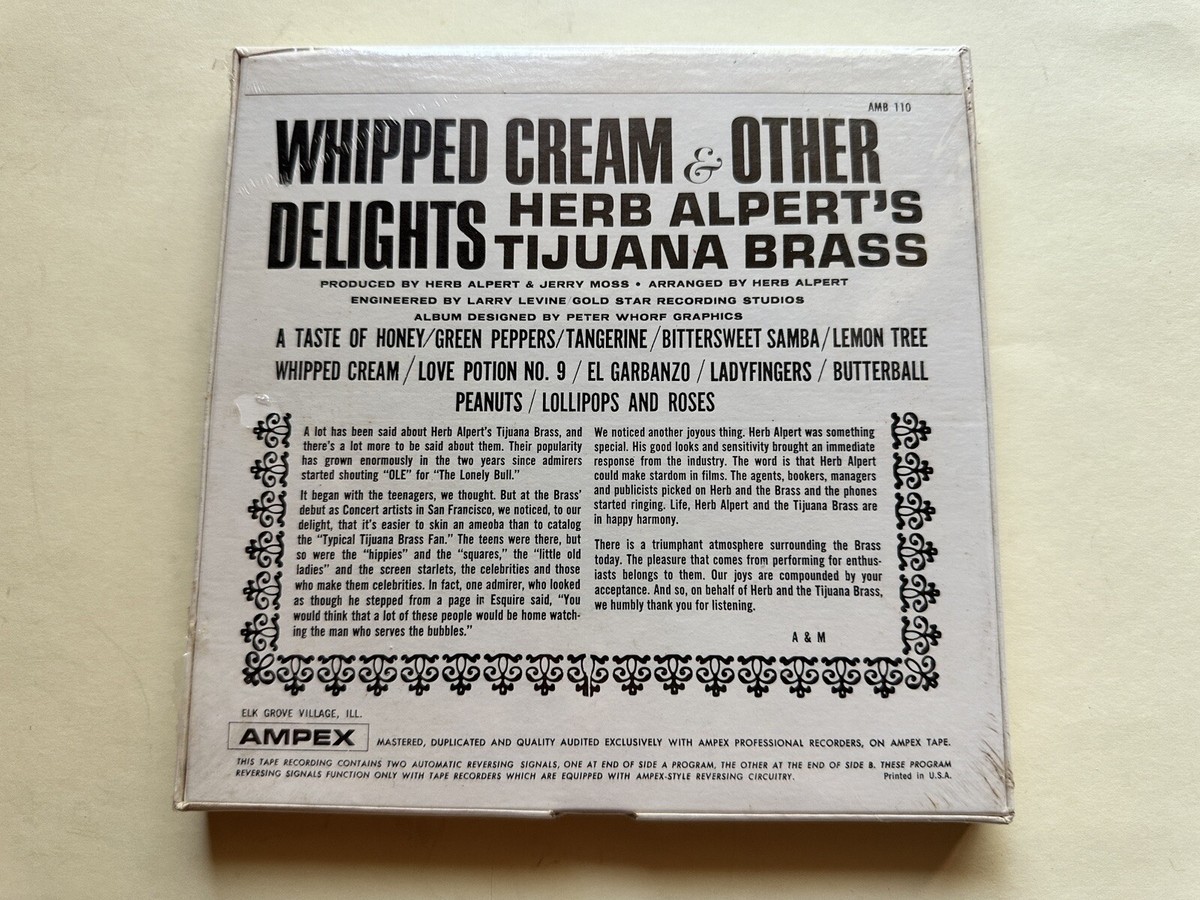 AMB 110
WHIPPED CREAM & OTHER
DELIGHTS HERB ALPERT'S
TIJUANA BRASS
PRODUCED BY HERB ALPERT & JERRY MOSS • ARRANGED BY HERB ALPERT
ENGINEERED BY LARRY LEVINE/GOLD STAR RECORDING STUDIOS
ALBUM DESIGNED BY PETER WHORF GRAPHICS
A TASTE OF HONEY/GREEN PEPPERS/TANGERINE/BITTERSWEET SAMBA/LEMON TREE
WHIPPED CREAM/LOVE POTION NO. 9 / EL GARBANZO / LADYFINGERS / BUTTERBALL
PEANUTS / LOLLIPOPS AND ROSES
A lot has been said about Herb Alpert's Tijuana Brass, and
there's a lot more to be said about them. Their popularity
has grown enormously in the two years since admirers
started shouting "OLE" for "The Lonely Bull."
It began with the teenagers, we thought. But at the Brass'
debut as Concert artists in San Francisco, we noticed, to our
delight, that it's easier to skin an ameoba than to catalog
the "Typical Tijuana Brass Fan." The teens were there, but
so were the "hippies" and the "squares," the "little old
ladies" and the screen starlets, the celebrities and those
who make them celebrities. In fact, one admirer, who looked
as though he stepped from a page in Esquire said, "You
would think that a lot of these people would be home watch-
ing the man who serves the bubbles."
We noticed another joyous thing. Herb Alpert was something
special. His good looks and sensitivity brought an immediate
response from the industry. The word is that Herb Alpert
could make stardom in films. The agents, bookers, managers
and publicists picked on Herb and the Brass and the phones
started ringing. Life, Herb Alpert and the Tijuana Brass are
in happy harmony.
There is a triumphant atmosphere surrounding the Brass
today. The pleasure that comes from performing for enthus-
iasts belongs to them. Our joys are compounded by your
acceptance. And so, on behalf of Herb and the Tijuana Brass,
we humbly thank you for listening.
A & M
ELK GROVE VILLAGE, ILL.
AMPEX MASTERED, DUPLICATED AND QUALITY AUDITED EXCLUSIVELY WITH AMPEX PROFESSIONAL RECORDERS, ON AMPEX TAPE.
THIS TAPE RECORDING CONTAINS TWO AUTOMATIC REVERSING SIGNALS, ONE AT END OF SIDE A PROGRAM, THE OTHER AT THE END OF SIDE B. THESE PROGRAM
REVERSING SIGNALS FUNCTION ONLY WITH TAPE RECORDERS WHICH ARE EQUIPPED WITH AMPEX-STYLE REVERSING CIRCUITRY. Printed in U.S.A.